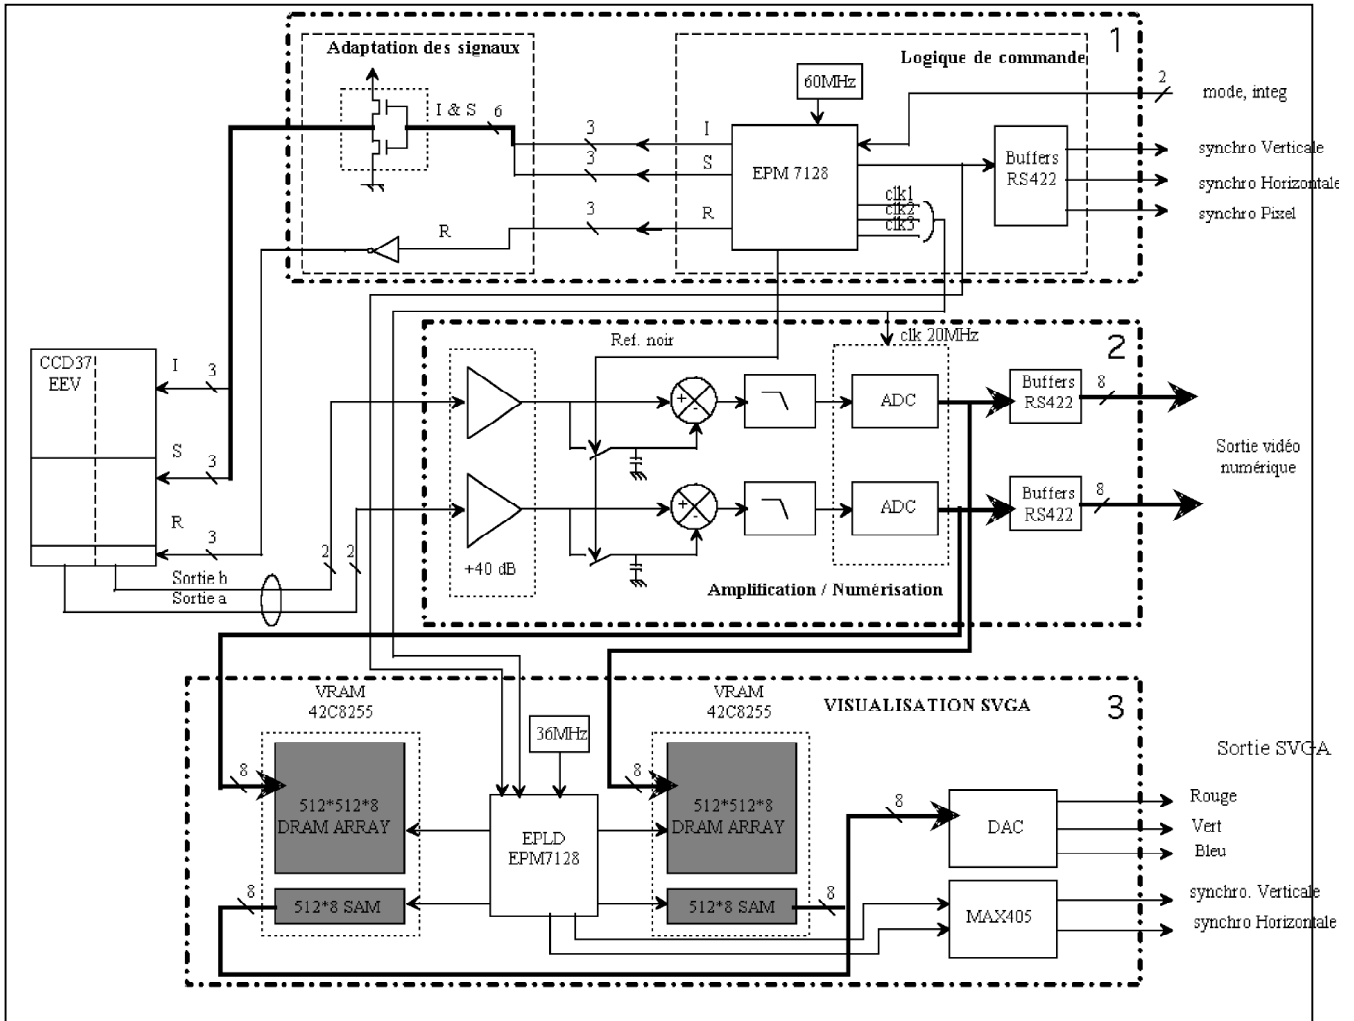 Adaptation des signaux
I & S
6
3
I
3
S
3
R
R
Logique de commande
1
60MHz
EPM 7128
clk1
clk2
clk3
Buffers
RS422
2
mode, integ
synchro Verticale
synchro Horizontale
synchro Pixel
CCD37
EEV
I
3
S
3
R
3
Sortie b
Sortie a
2
2
2
Ref. noir
clk 20MHz
+40 dB
+
-
ADC
Buffers
RS422
8
+
-
ADC
Buffers
RS422
8
Sortie vidéo
numérique
Amplification / Numérisation
VRAM
42C8255
VRAM
42C8255
VISUALISATION SVGA
3
36MHz
8
512*512*8
DRAM ARRAY
8
512*8 SAM
EPLD
EPM7128
8
512*512*8
DRAM ARRAY
512*8 SAM
8
8
DAC
MAX405
Sortie SVGA
Rouge
Vert
Bleu
synchro. Verticale
synchro Horizontale